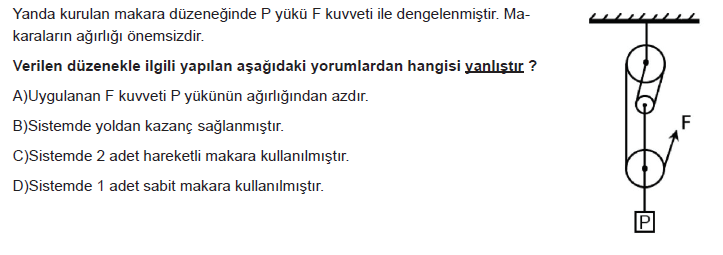 Yanda kurulan makara düzeneğinde P yükü F kuvveti ile dengelenmiştir. Ma-
karaların ağırlığı önemsizdir.
Verilen düzenekle ilgili yapılan aşağıdaki yorumlardan hangisi yanlıştır ?
A)Uygulanan F kuvveti P yükünün ağırlığından azdır.
B)Sistemde yoldan kazanç sağlanmıştır.
C)Sistemde 2 adet hareketli makara kullanılmıştır.
D)Sistemde 1 adet sabit makara kullanılmıştır.
F
P